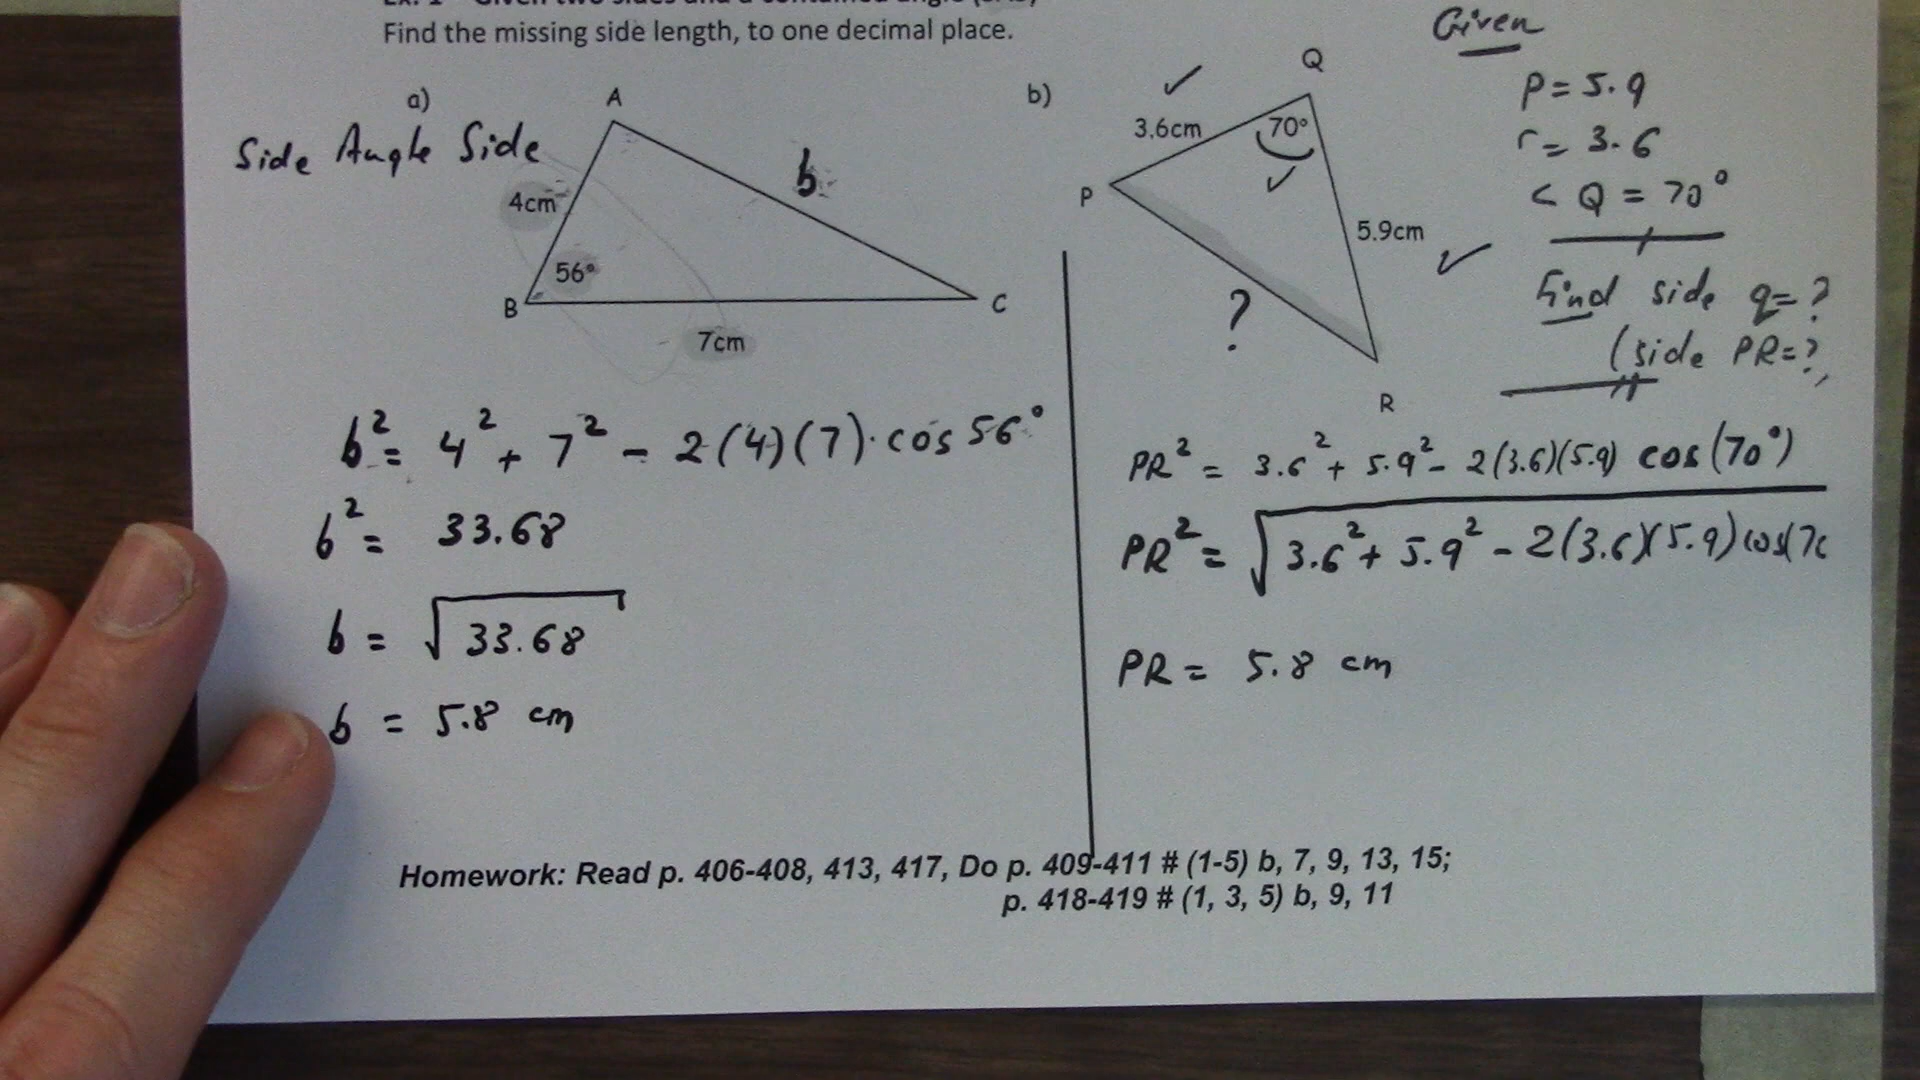 Find the missing side length, to one decimal place.
a)
Side Angle Side
A
4cm
b
56°
B
C
7cm
b² = 4² + 7² - 2(4)(7)·cos 56°
b² = 33.68
b = √33.68
b = 5.8 cm
b)
Q
3.6cm
70°
P
5.9cm
?
R
Given
p = 5.9
r = 3.6
< Q = 70°
Find side q=?
(side PR=?
PR² = 3.6² + 5.9² - 2(3.6)(5.9) cos(70°)
PR² = √3.6² + 5.9² - 2(3.6)(5.9)cos(70
PR = 5.8 cm
Homework: Read p. 406-408, 413, 417, Do p. 409-411 # (1-5) b, 7, 9, 13, 15;
p. 418-419 # (1, 3, 5) b, 9, 11